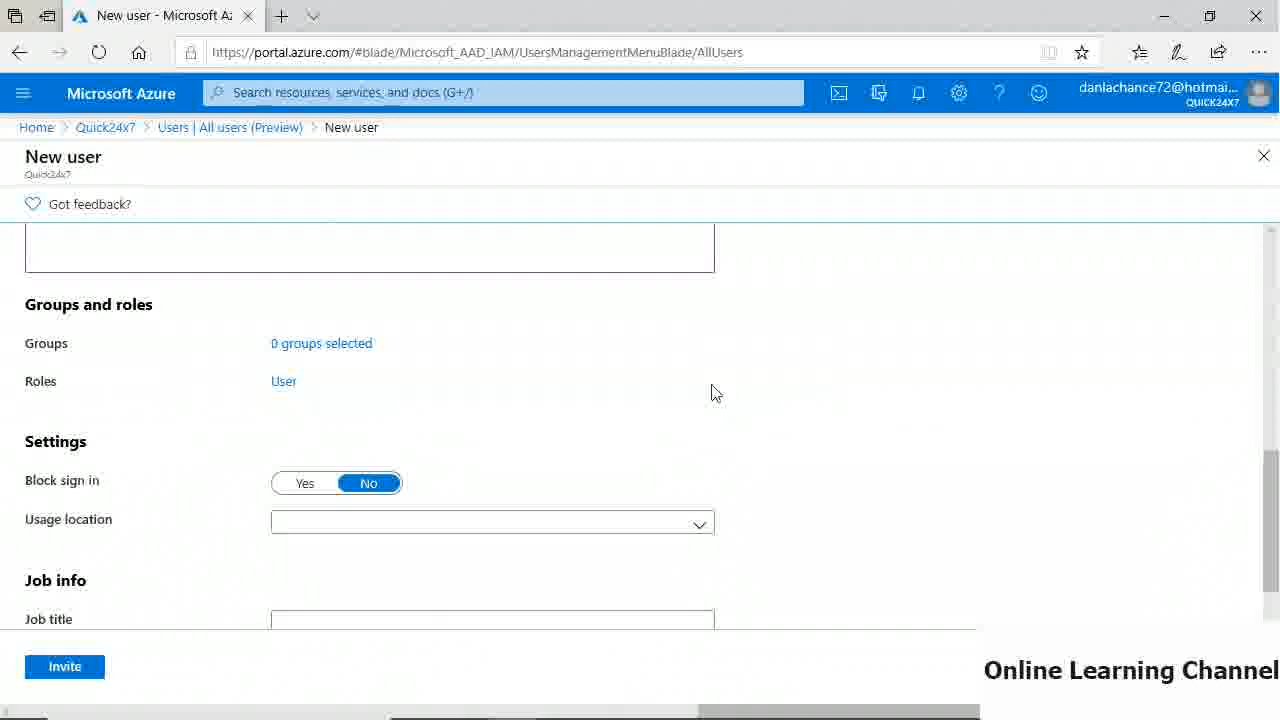 New user - Microsoft Az
https://portal.azure.com/#blade/Microsoft_AAD_IAM/UsersManagementMenuBlade/AllUsers
Microsoft Azure
Search resources, services, and docs (G+/)
danlachance72@hotmai...
QUICK24X7
Home > Quick24x7 > Users | All users (Preview) > New user
New user
Quick24x7
Got feedback?
Groups and roles
Groups
0 groups selected
Roles
User
Settings
Block sign in
Yes
No
Usage location
Job info
Job title
Invite
Online Learning Channel